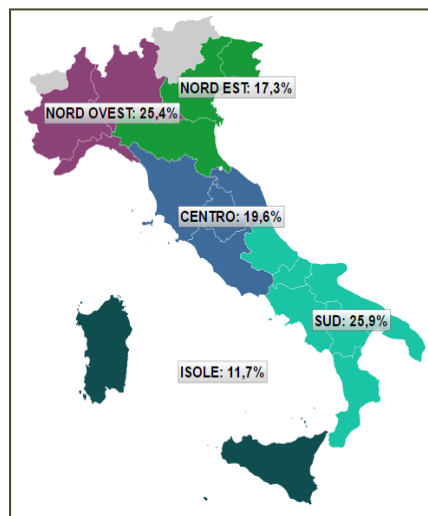 NORD EST: 17,3%
NORD OVEST: 25,4%
CENTRO: 19,6%
SUD: 25,9%
ISOLE: 11,7%